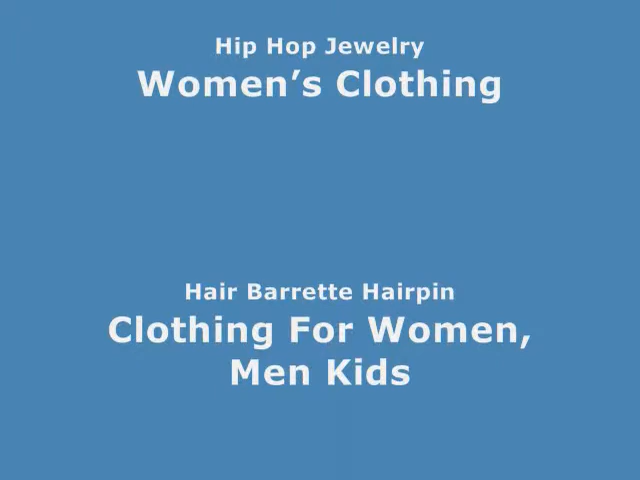 Hip Hop Jewelry
Women’s Clothing
Hair Barrette Hairpin
Clothing For Women,
Men Kids